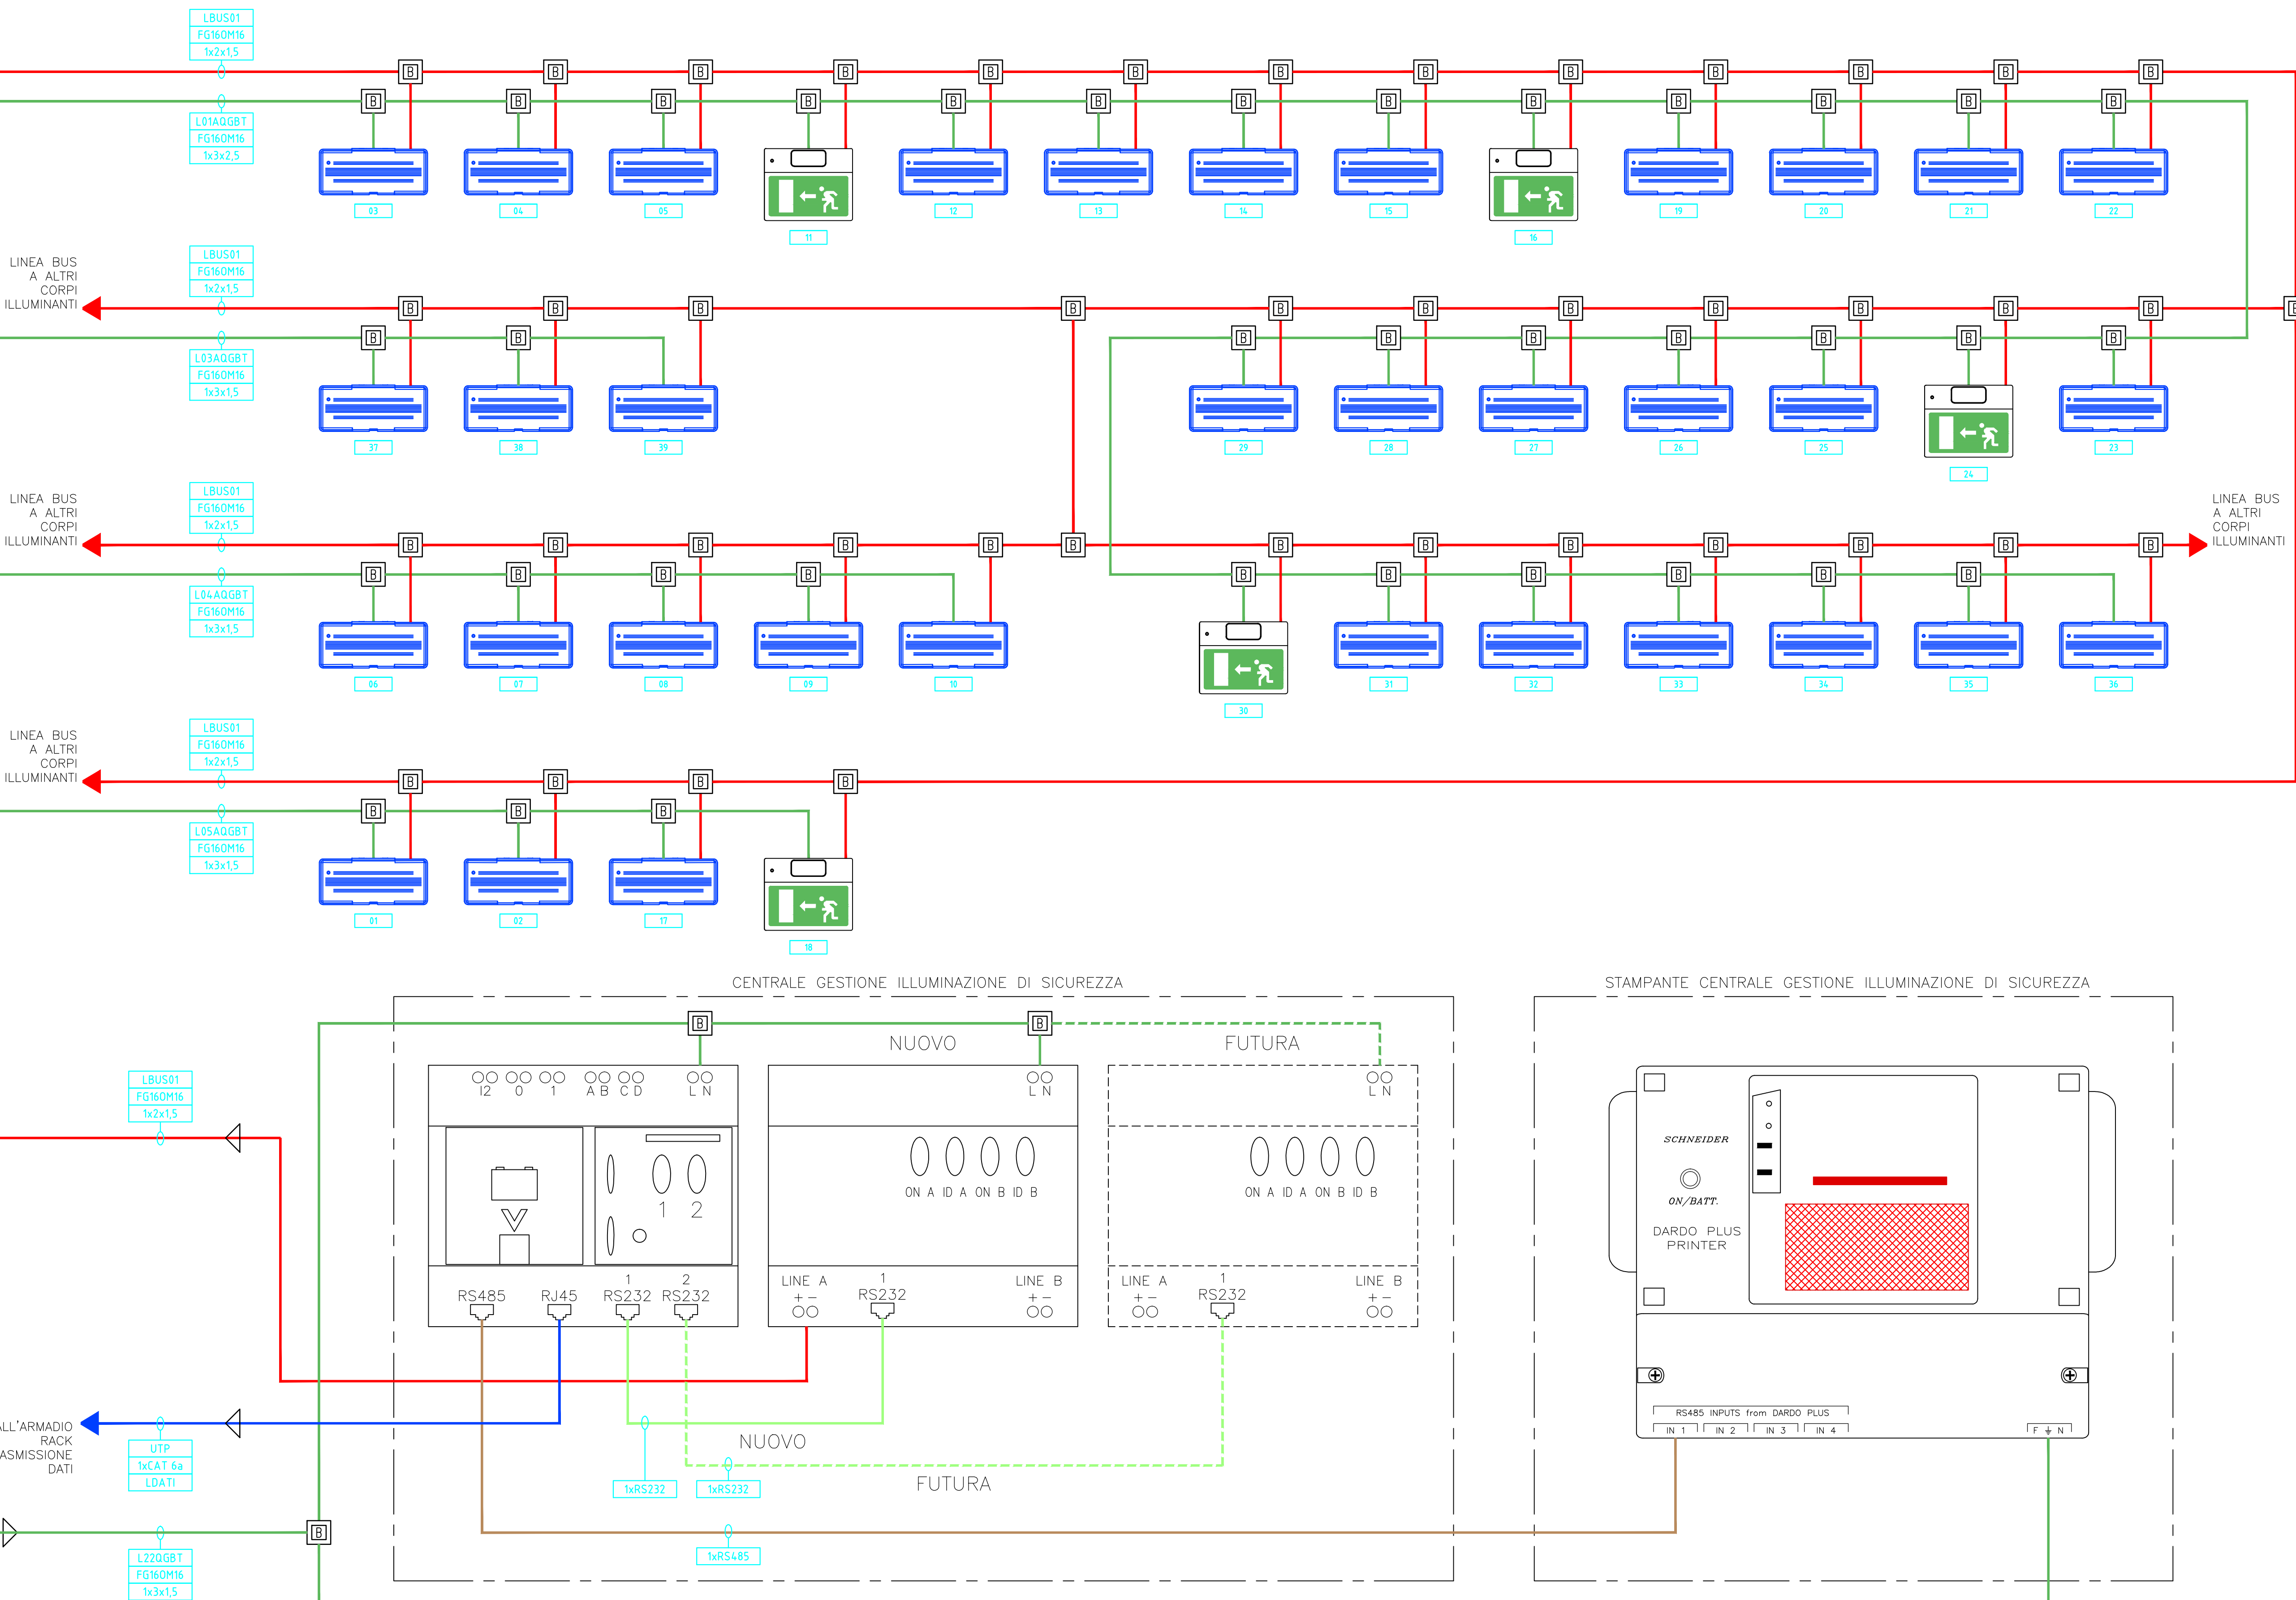 LBUS01
FG16OM16
1x2x1,5
B B B B B B B B B B B B B
B B B B B B B B B B B B B
L01AQGBT
FG16OM16
1x3x2,5
03 04 05 11 12 13 14 15 16 19 20 21 22
LINEA BUS
A ALTRI
CORPI
ILLUMINANTI
LBUS01
FG16OM16
1x2x1,5
B B B B B B B B B B B
B B B B B B B B B
L03AQGBT
FG16OM16
1x3x1,5
37 38 39 29 28 27 26 25 24 23
LINEA BUS
A ALTRI
CORPI
ILLUMINANTI
LBUS01
FG16OM16
1x2x1,5
LINEA BUS
A ALTRI
CORPI
ILLUMINANTI
B B B B B B B B B B B B B
B B B B B B B B B B
L04AQGBT
FG16OM16
1x3x1,5
06 07 08 09 10 30 31 32 33 34 35 36
LINEA BUS
A ALTRI
CORPI
ILLUMINANTI
LBUS01
FG16OM16
1x2x1,5
B B B B
B B B
L05AQGBT
FG16OM16
1x3x1,5
01 02 17 18
CENTRALE GESTIONE ILLUMINAZIONE DI SICUREZZA
B B
NUOVO
FUTURA
I2 0 1 A B C D L N
L N
L N
1 2
ON A ID A ON B ID B
ON A ID A ON B ID B
1 2
RS485 RJ45 RS232 RS232
LINE A 1 LINE B
+ - RS232 + -
LINE A 1 LINE B
+ - RS232 + -
LBUS01
FG16OM16
1x2x1,5
ALL'ARMADIO
RACK
ASMISSIONE
DATI
UTP
1xCAT 6a
LDATI
NUOVO
FUTURA
1xRS232
1xRS232
1xRS485
B
L22QGBT
FG16OM16
1x3x1,5
STAMPANTE CENTRALE GESTIONE ILLUMINAZIONE DI SICUREZZA
SCHNEIDER
ON/BATT.
DARDO PLUS
PRINTER
RS485 INPUTS from DARDO PLUS
IN 1 IN 2 IN 3 IN 4
F N